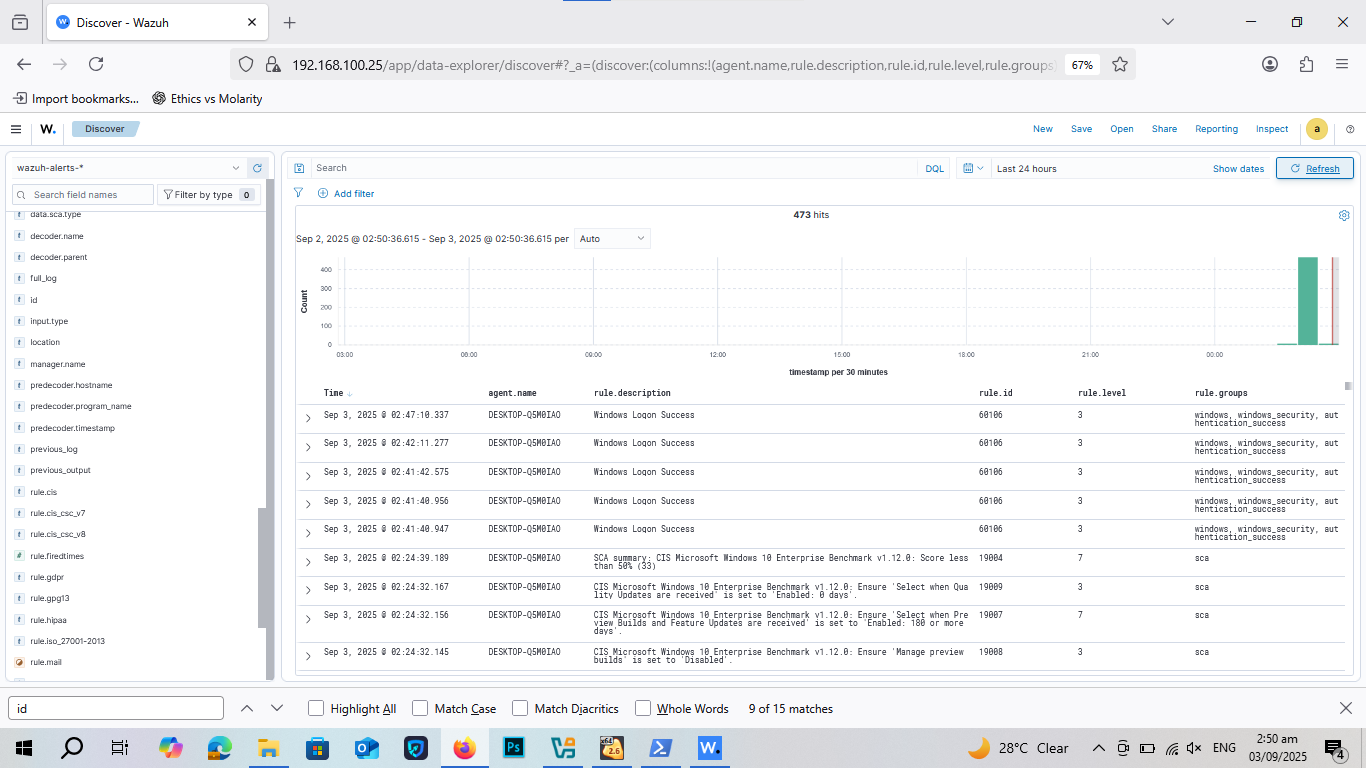 Discover - Wazuh
192.168.100.25/app/data-explorer/discover#?_a=(discover:(columns:!(agent.name,rule.description,rule.id,rule.level,rule.groups)
67%
Import bookmarks...
Ethics vs Molarity
W.
Discover
New
Save
Open
Share
Reporting
Inspect
a
wazuh-alerts-*
Search field names
Filter by type 0
data.sca.type
decoder.name
decoder.parent
full_log
id
input.type
location
manager.name
predecoder.hostname
predecoder.program_name
predecoder.timestamp
previous_log
previous_output
rule.cis
rule.cis_csc_v7
rule.cis_csc_v8
rule.firedtimes
rule.gdpr
rule.gpg13
rule.hipaa
rule.iso_27001-2013
rule.mail
Search
DQL
Last 24 hours
Show dates
Refresh
Add filter
473 hits
Sep 2, 2025 @ 02:50:36.615 - Sep 3, 2025 @ 02:50:36.615 per
Auto
Count
400
300
200
100
0
03:00
06:00
09:00
12:00
15:00
18:00
21:00
00:00
timestamp per 30 minutes
Time agent.name rule.description rule.id rule.level rule.groups
Sep 3, 2025 @ 02:47:10.337 DESKTOP-Q5M0IAO Windows Logon Success 60106 3 windows, windows_security, aut
hentication_success
Sep 3, 2025 @ 02:42:11.277 DESKTOP-Q5M0IAO Windows Logon Success 60106 3 windows, windows_security, aut
hentication_success
Sep 3, 2025 @ 02:41:42.575 DESKTOP-Q5M0IAO Windows Logon Success 60106 3 windows, windows_security, aut
hentication_success
Sep 3, 2025 @ 02:41:40.956 DESKTOP-Q5M0IAO Windows Logon Success 60106 3 windows, windows_security, aut
hentication_success
Sep 3, 2025 @ 02:41:40.947 DESKTOP-Q5M0IAO Windows Logon Success 60106 3 windows, windows_security, aut
hentication_success
Sep 3, 2025 @ 02:24:39.189 DESKTOP-Q5M0IAO SCA summary: CIS Microsoft Windows 10 Enterprise Benchmark v1.12.0: Score less 19004 7 sca
than 50% (33)
Sep 3, 2025 @ 02:24:32.167 DESKTOP-Q5M0IAO CIS Microsoft Windows 10 Enterprise Benchmark v1.12.0: Ensure 'Select when Qua 19009 3 sca
lity Updates are received' is set to 'Enabled: 0 days'.
Sep 3, 2025 @ 02:24:32.156 DESKTOP-Q5M0IAO CIS Microsoft Windows 10 Enterprise Benchmark v1.12.0: Ensure 'Select when Pre 19007 7 sca
view Builds and Feature Updates are received' is set to 'Enabled: 180 or more
days'.
Sep 3, 2025 @ 02:24:32.145 DESKTOP-Q5M0IAO CIS Microsoft Windows 10 Enterprise Benchmark v1.12.0: Ensure 'Manage preview 19008 3 sca
builds' is set to 'Disabled'.
id
Highlight All
Match Case
Match Diacritics
Whole Words
9 of 15 matches
Ps
x64
2.6
W.
28°C Clear
ENG
2:50 am
03/09/2025
4